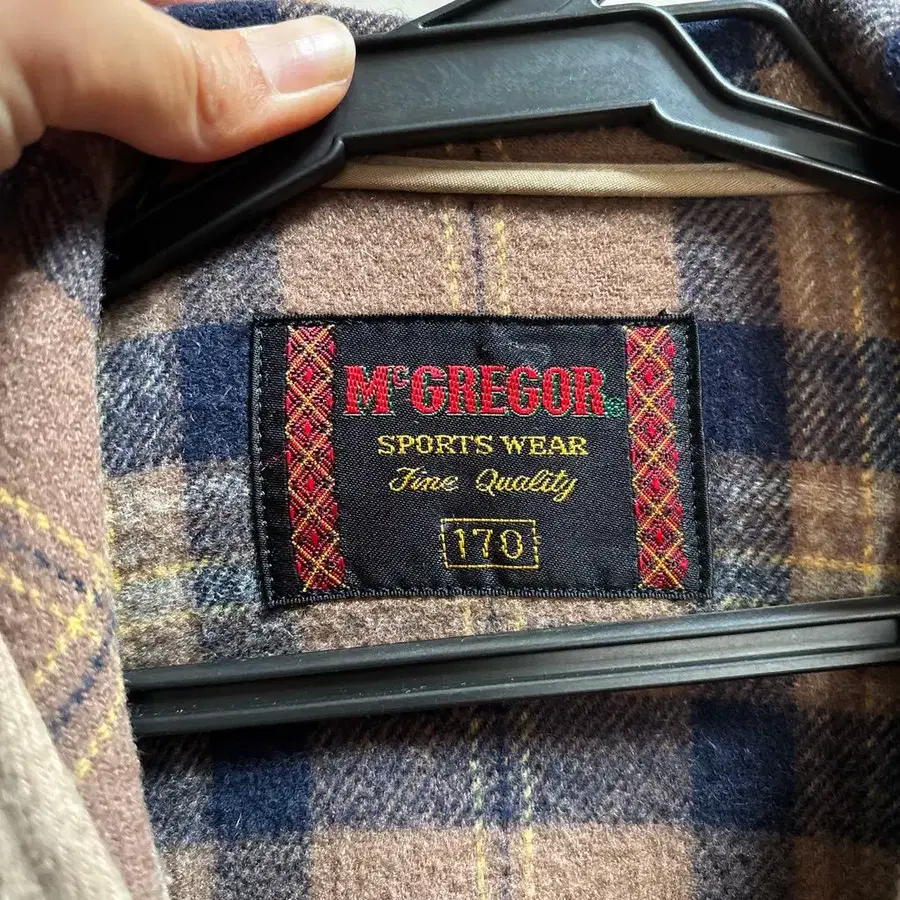 McGREGOR
SPORTS WEAR
Fine Quality
170